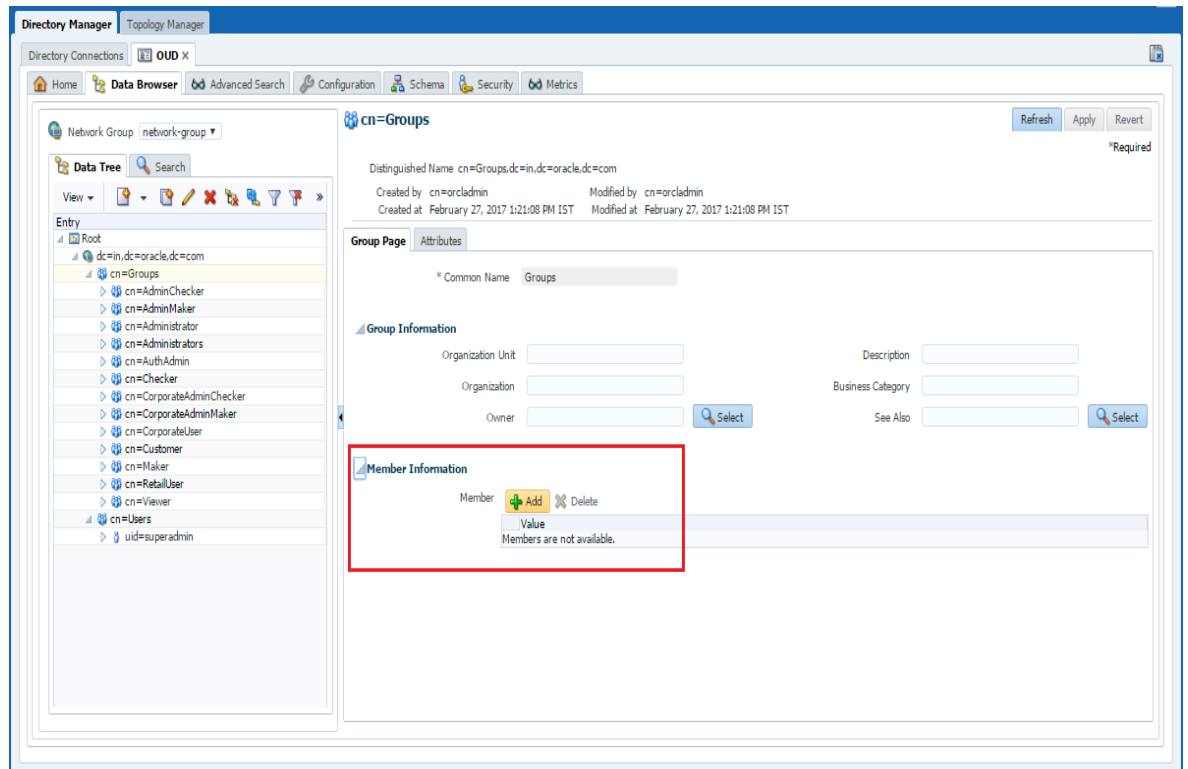 Directory Manager Topology Manager
Directory Connections OUD ×
Home Data Browser Advanced Search Configuration Schema Security Metrics
Network Group network-group
Data Tree Search
View
»
Entry
Root
dc=in,dc=oracle,dc=com
cn=Groups
cn=AdminChecker
cn=AdminMaker
cn=Administrator
cn=Administrators
cn=AuthAdmin
cn=Checker
cn=CorporateAdminChecker
cn=CorporateAdminMaker
cn=CorporateUser
cn=Customer
cn=Maker
cn=RetailUser
cn=Viewer
cn=Users
uid=superadmin
cn=Groups
Refresh Apply Revert
*Required
Distinguished Name cn=Groups,dc=in,dc=oracle,dc=com
Created by cn=orcladmin Modified by cn=orcladmin
Created at February 27, 2017 1:21:08 PM IST Modified at February 27, 2017 1:21:08 PM IST
Group Page Attributes
* Common Name Groups
Group Information
Organization Unit Description
Organization Business Category
Owner Select See Also Select
Member Information
Member Add Delete
Value
Members are not available.